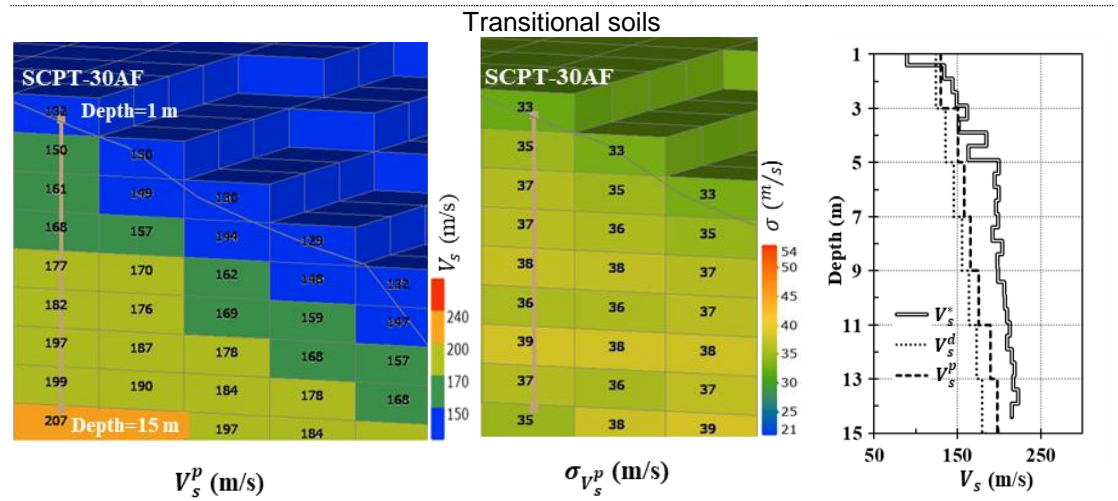 Transitional soils
SCPT-30AF
Depth=1 m
132
150 150
161 149 130
168 157 144 129
177 170 162 148 132
182 176 169 159 147
197 187 178 168 157
199 190 184 178 168
207 Depth=15 m 197 184
V_s (m/s)
240
200
170
150
V_s^p (m/s)
SCPT-30AF
33
35 33
37 35 33
37 36 35
38 38 37
36 36 37
39 38 38
37 36 37
35 38 39
σ (m/s)
54
50
45
40
35
30
25
21
σ_{V_s^p} (m/s)
Depth (m)
1
3
5
7
9
11
13
15
V_s^*
V_s^d
V_s^p
50 150 250
V_s (m/s)